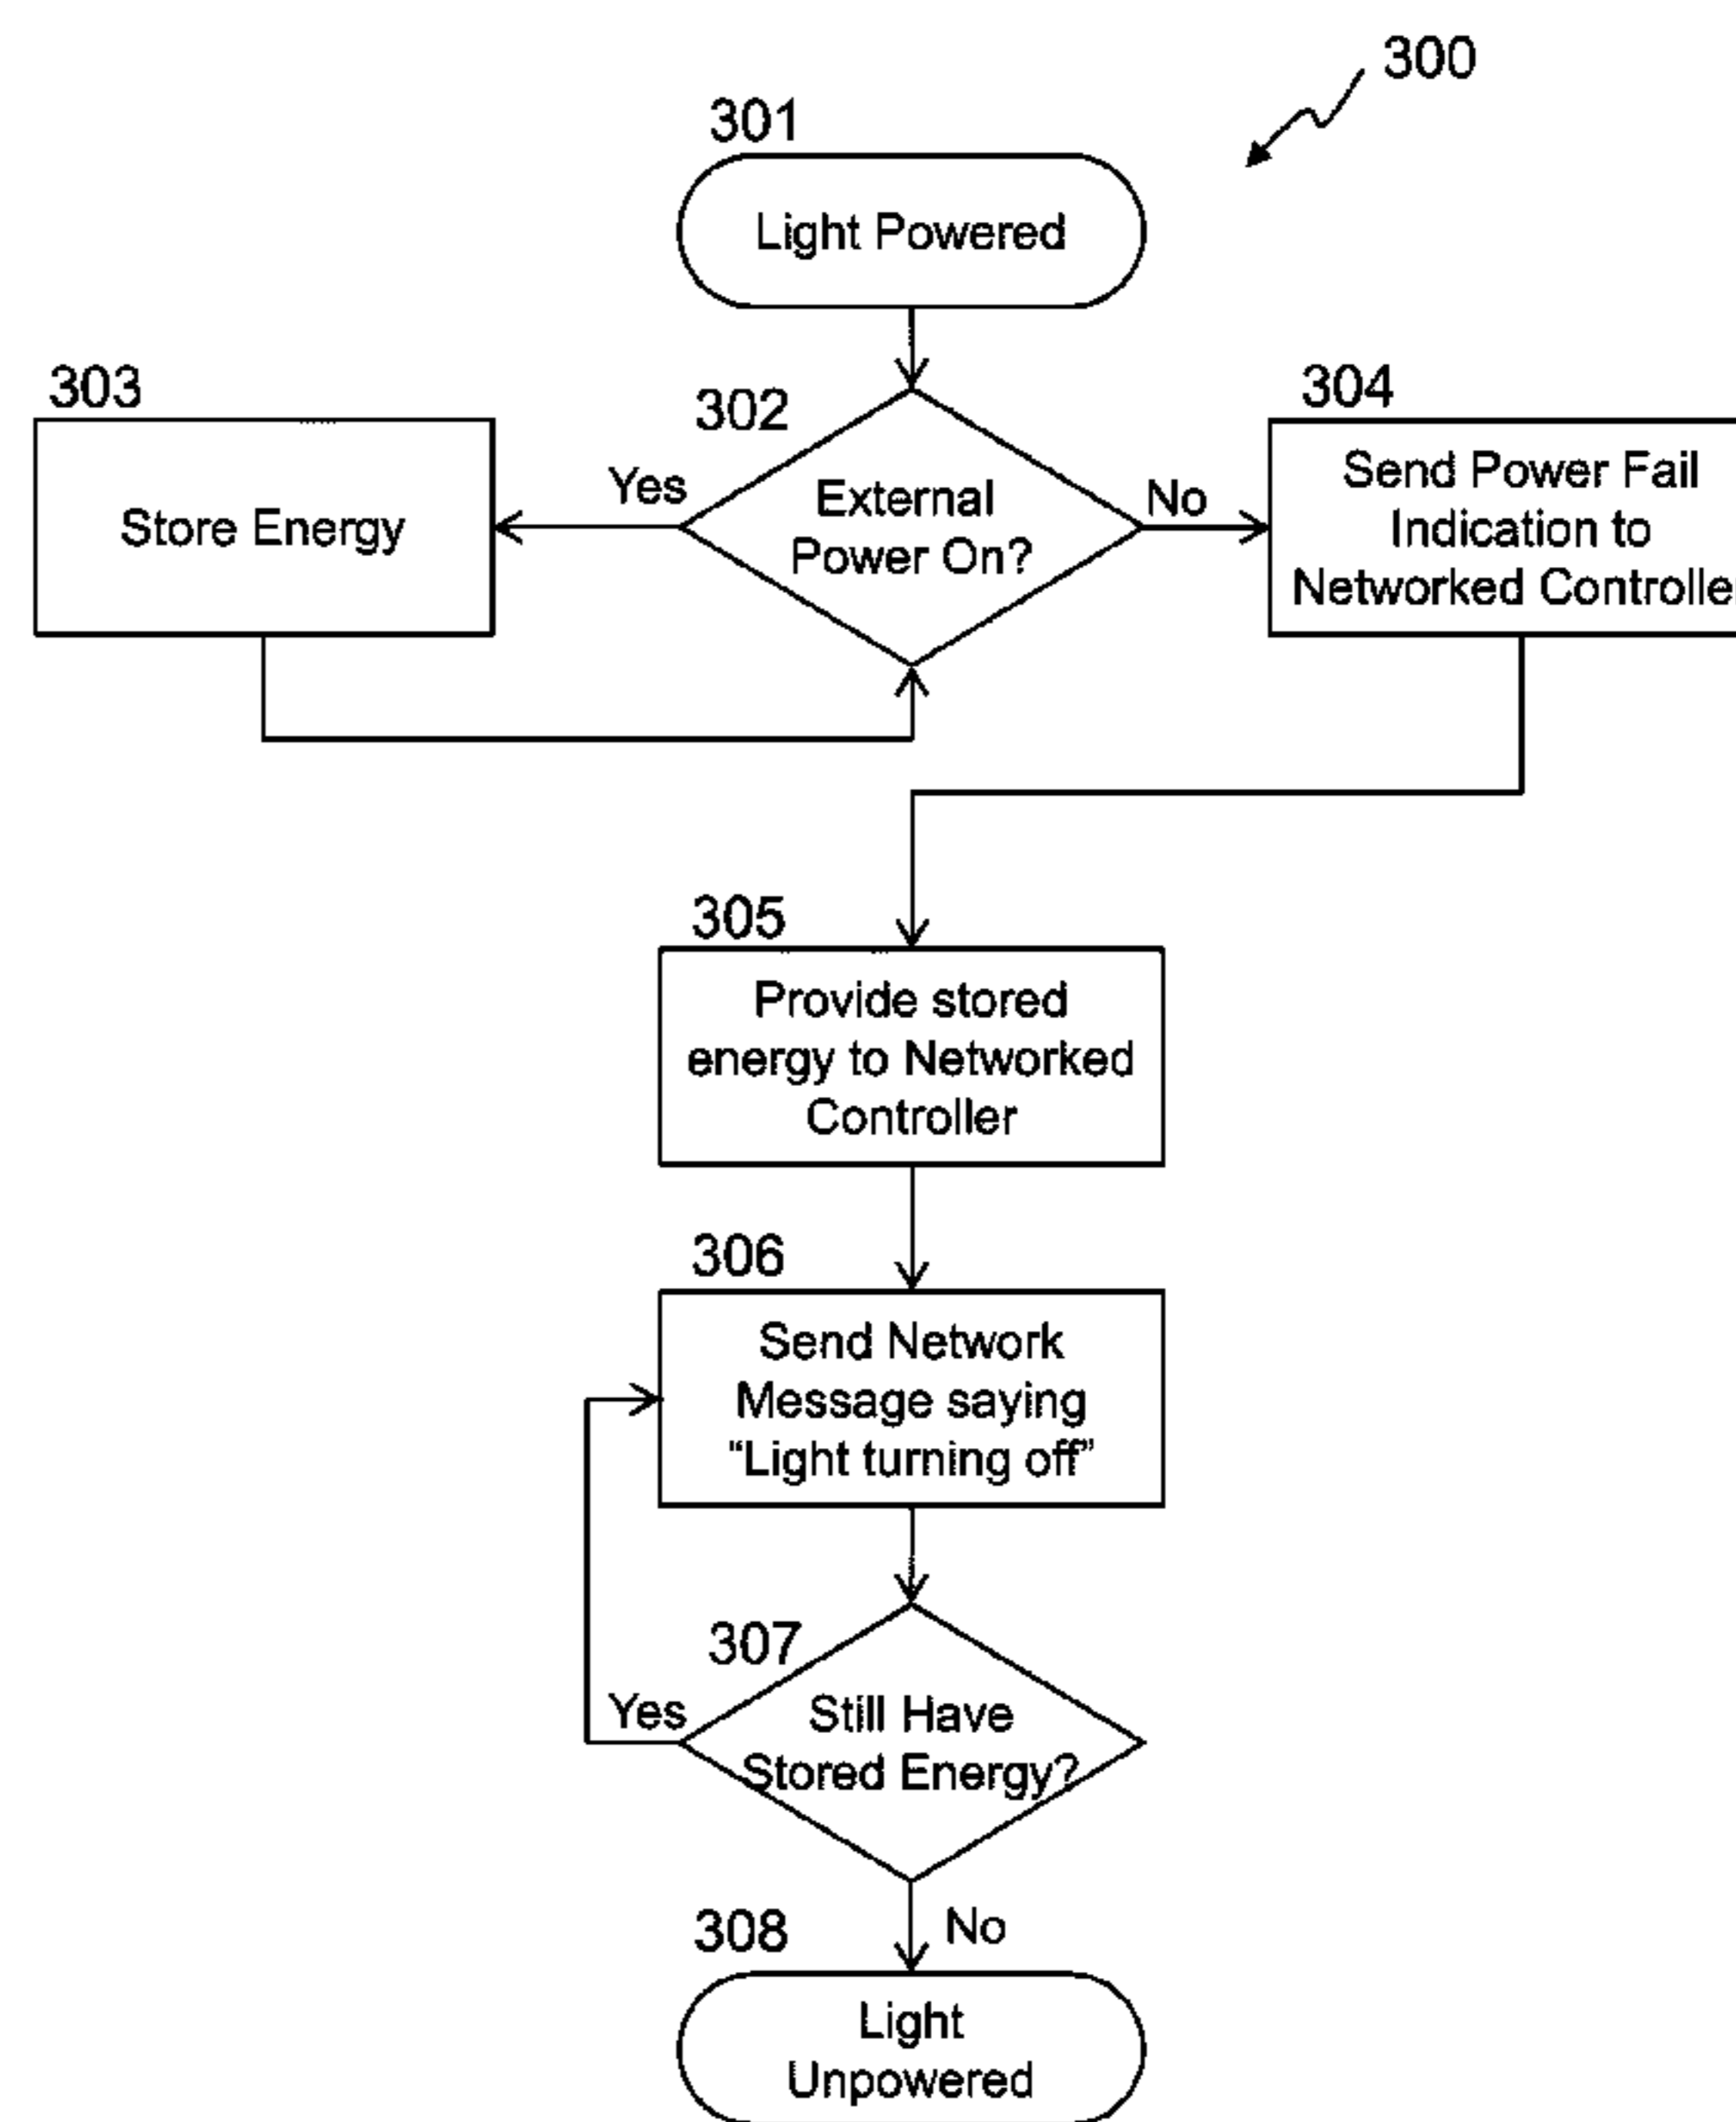 300
301
Light Powered
302
External
Power On?
Yes
No
303
Store Energy
304
Send Power Fail
Indication to
Networked Controlle
305
Provide stored
energy to Networked
Controller
306
Send Network
Message saying
“Light turning off”
307
Still Have
Stored Energy?
Yes
No
308
Light
Unpowered